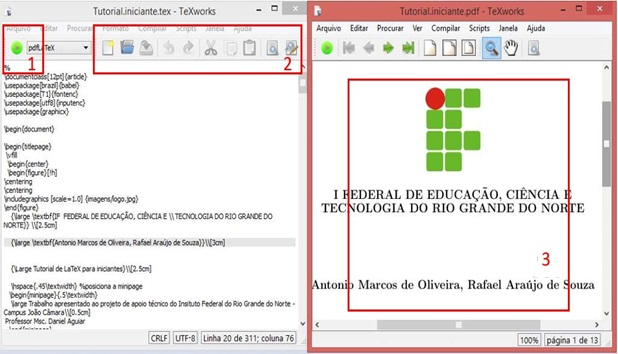 Tutorial.iniciante.tex - TeXworks
Arquivo Editar Procurar Formato Compilar Scripts Janela Ajuda
pdfLaTeX
1
2
%
\documentclass[12pt]{article}
\usepackage[brazil]{babel}
\usepackage[T1]{fontenc}
\usepackage[utf8]{inputenc}
\usepackage{graphicx}
\begin{document}
\begin{titlepage}
\vfill
\begin{center}
\begin{figure}[!h]
\centering
\centering
\includegraphics [scale=1.0] {imagens/logo.jpg}
\end{figure}
{\large \textbf{IF FEDERAL DE EDUCAÇÃO, CIÊNCIA E \\ TECNOLOGIA DO RIO GRANDE DO
NORTE}} \\[2.5cm]
{\large \textbf{Antonio Marcos de Oliveira, Rafael Araújo de Souza}}\\[3cm]
{\Large Tutorial de LaTeX para iniciantes}\\[2.5cm]
\hspace{.45\textwidth} %posiciona a minipage
\begin{minipage}{.5\textwidth}
\large Trabalho apresentado ao projeto de apoio técnico do Insituto Federal do Rio Grande do Norte -
Campus João Câmara\\[0.5cm]
Professor Msc. Daniel Aguiar
CRLF UTF-8 Linha 20 de 311; coluna 76
Tutorial.iniciante.pdf - TeXworks
Arquivo Editar Procurar Ver Compilar Scripts Janela Ajuda
I FEDERAL DE EDUCAÇÃO, CIÊNCIA E
TECNOLOGIA DO RIO GRANDE DO NORTE
3
Antonio Marcos de Oliveira, Rafael Araújo de Souza
100% página 1 de 13